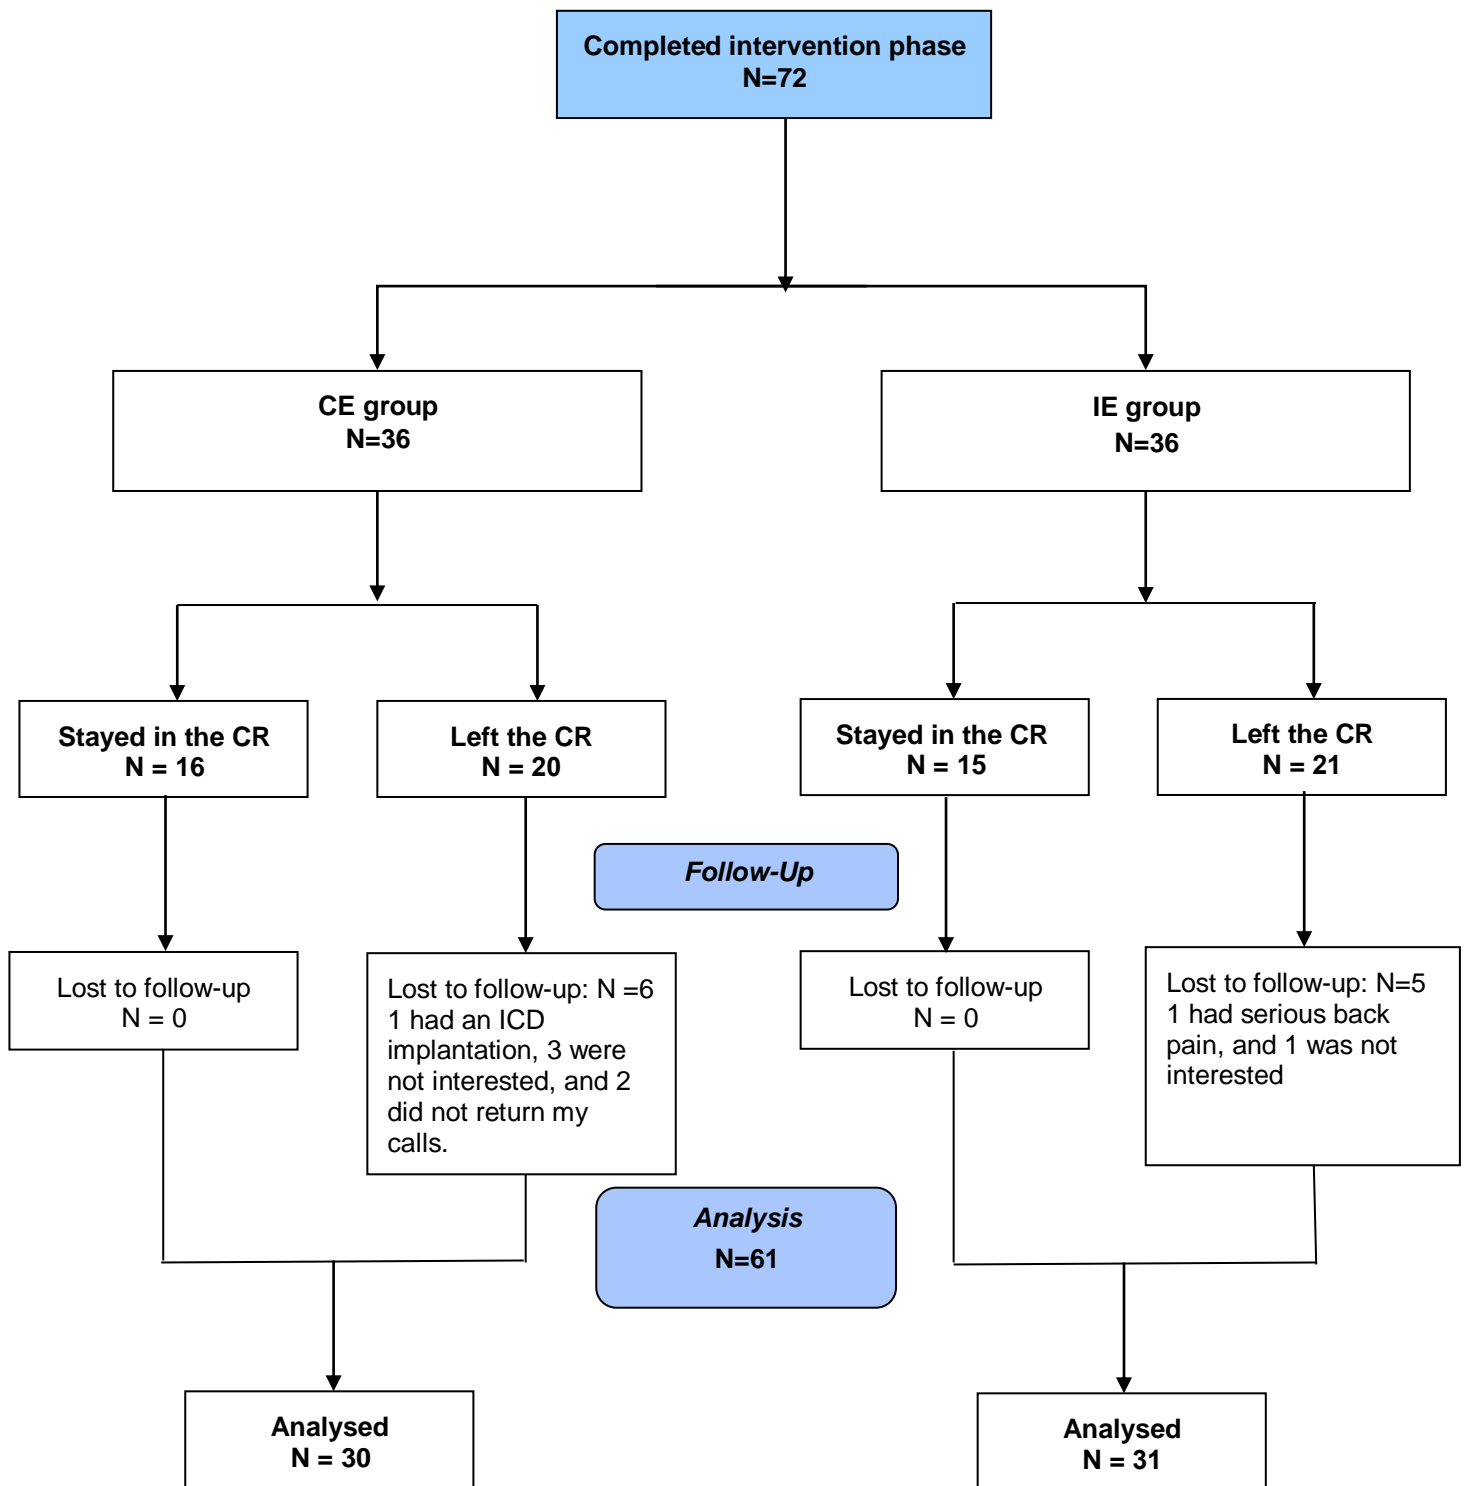 Completed intervention phase
N=72
CE group
N=36
IE group
N=36
Stayed in the CR
N = 16
Left the CR
N = 20
Stayed in the CR
N = 15
Left the CR
N = 21
Follow-Up
Lost to follow-up
N = 0
Lost to follow-up: N =6
1 had an ICD
implantation, 3 were
not interested, and 2
did not return my
calls.
Lost to follow-up
N = 0
Lost to follow-up: N=5
1 had serious back
pain, and 1 was not
interested
Analysis
N=61
Analysed
N = 30
Analysed
N = 31